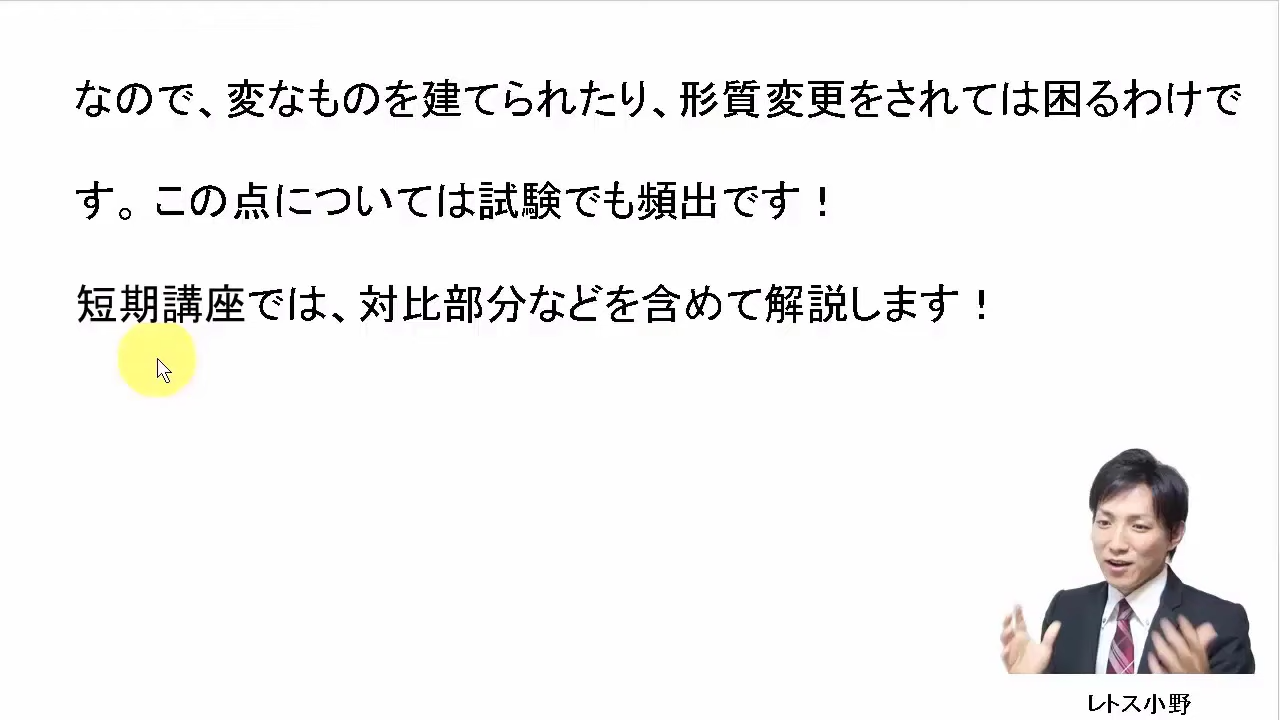 なので、変なものを建てられたり、形質変更をされては困るわけで
す。この点については試験でも頻出です！
短期講座では、対比部分などを含めて解説します！
レトス小野